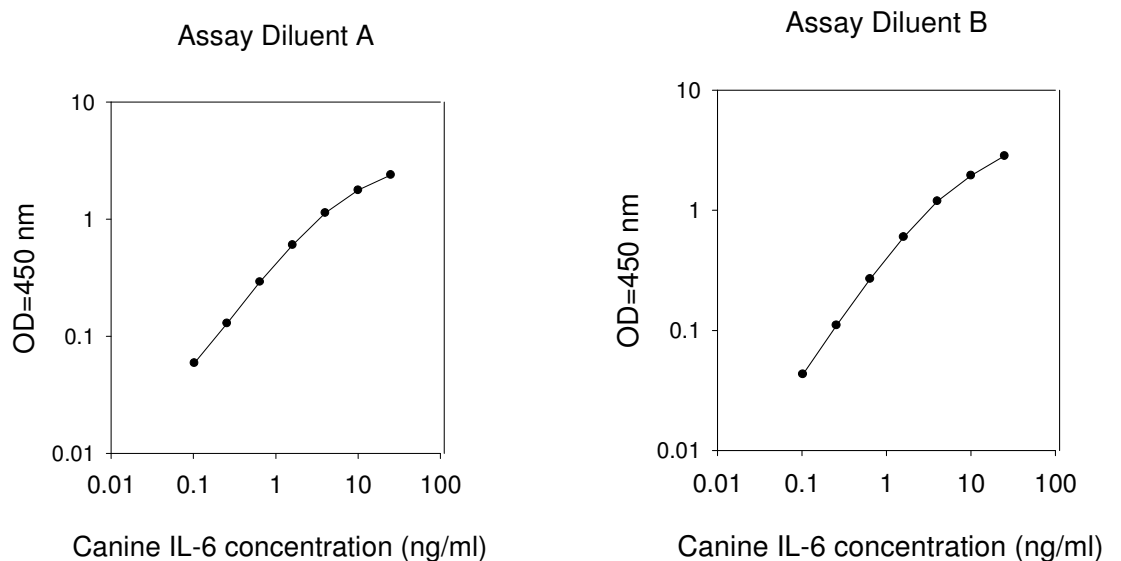 Assay Diluent A
10
1
0.1
0.01
0.01 0.1 1 10 100
OD=450 nm
Canine IL-6 concentration (ng/ml)
Assay Diluent B
10
1
0.1
0.01
0.01 0.1 1 10 100
OD=450 nm
Canine IL-6 concentration (ng/ml)